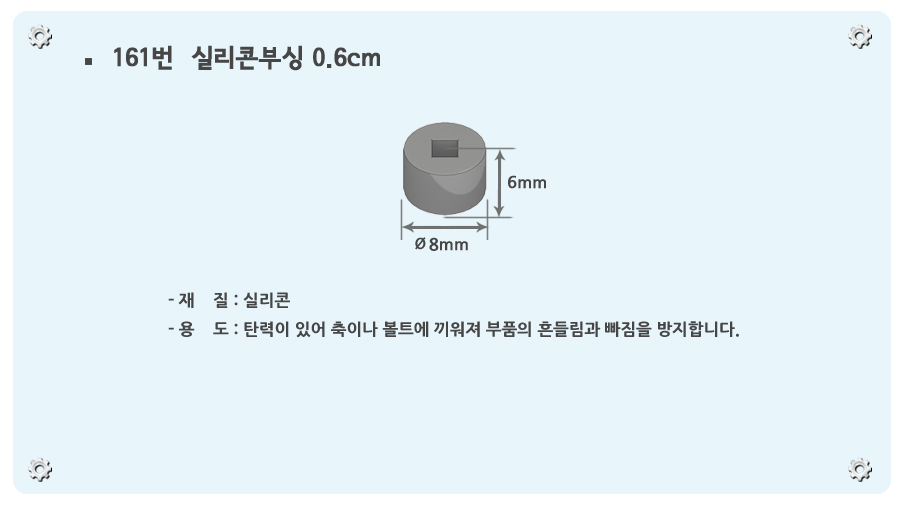 ▪ 161번 실리콘부싱 0.6cm
6mm
Ø 8mm
- 재 질 : 실리콘
- 용 도 : 탄력이 있어 축이나 볼트에 끼워져 부품의 흔들림과 빠짐을 방지합니다.